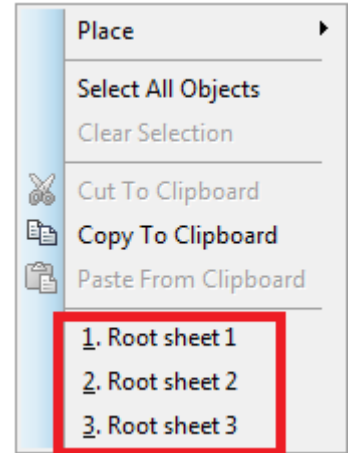 Place
Select All Objects
Clear Selection
Cut To Clipboard
Copy To Clipboard
Paste From Clipboard
1. Root sheet 1
2. Root sheet 2
3. Root sheet 3